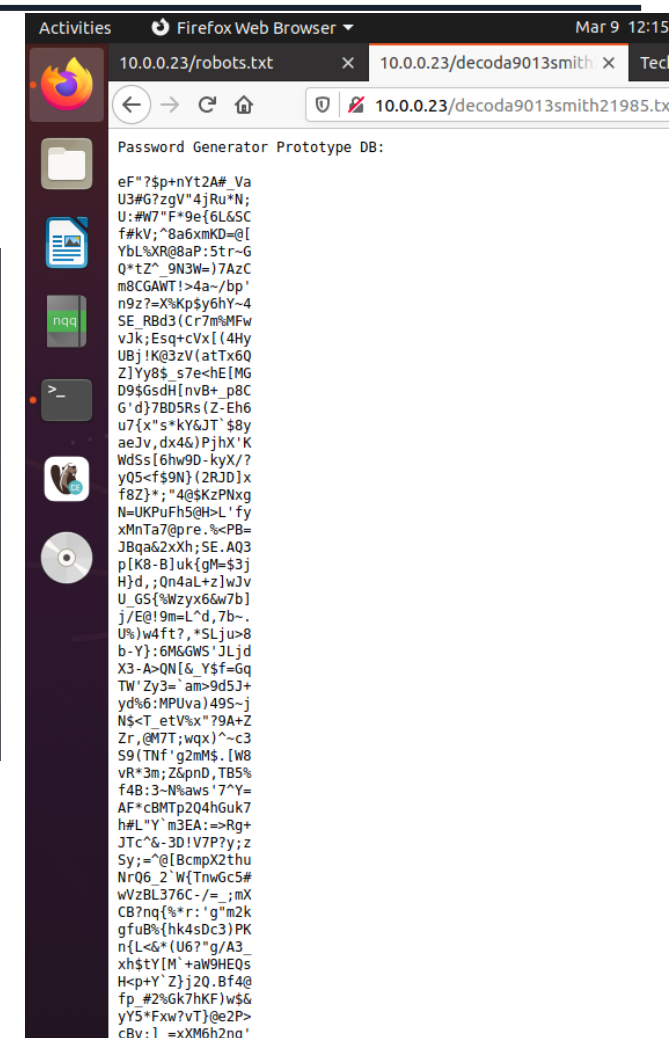 Activities
Firefox Web Browser
Mar 9 12:15
10.0.0.23/robots.txt
10.0.0.23/decoda9013smith
Tecl
10.0.0.23/decoda9013smith21985.tx
Password Generator Prototype DB:
eF"?$p+nYt2A#_Va
U3#G?zgV"4jRu*N;
U:#W7"F*9e{6L&SC
f#kV;^8a6xmKD=@[
YbL%XR@8aP:5tr~G
Q*tZ^_9N3W=)7AzC
m8CGAWT!>4a~/bp'
n9z?=X%Kp$y6hY~4
SE_RBd3(Cr7m%MFw
vJk;Esq+cVx[(4Hy
UBj!K@3zV(atTx6Q
Z]Yy8$_s7e<hE[MG
D9$GsdH[nvB+_p8C
G'd}7BD5Rs(Z-Eh6
u7{x"s*kY&JT`$8y
aeJv,dx4&)PjhX'K
WdSs[6hw9D-kyX/?
yQ5<f$9N}(2RJD]x
f8Z}*;"4@$KzPNxg
N=UKPuFh5@H>L'fy
xMnTa7@pre.%<PB=
JBqa&2xXh;SE.AQ3
p[K8-B]uk{gM=$3j
H}d,;Qn4aL+z]wJv
U_GS{%Wzyx6&w7b]
j/E@!9m=L^d,7b~.
U%)w4ft?,*SLju>8
b-Y}:6M&GWS'JLjd
X3-A>QN[&_Y$f=Gq
TW'Zy3=`am>9d5J+
yd%6:MPUva)49S~j
N$<T_etV%x"?9A+Z
Zr,@M7T;wqx)^~c3
S9(TNf'g2mM$.[W8
vR*3m;Z&pnD,TB5%
f4B:3~N%aws'7^Y=
AF*cBMTp2Q4hGuk7
h#L"Y`m3EA:=>Rg+
JTc^&-3D!V7P?y;z
Sy;=^@[BcmpX2thu
NrQ6_2`W{TnwGc5#
wVzBL376C-/=_;mX
CB?nq{%*r:'g"m2k
gfuB%{hk4sDc3)PK
n{L<&*(U6?"g/A3_
xh$tY[M`+aW9HEQs
H<p+Y`Z}j2Q.Bf4@
fp_#2%Gk7hKF)w$&
yY5*Fxw?vT}@e2P>
cBv:]_=xXM6h2nq'
nqq
>_
CE